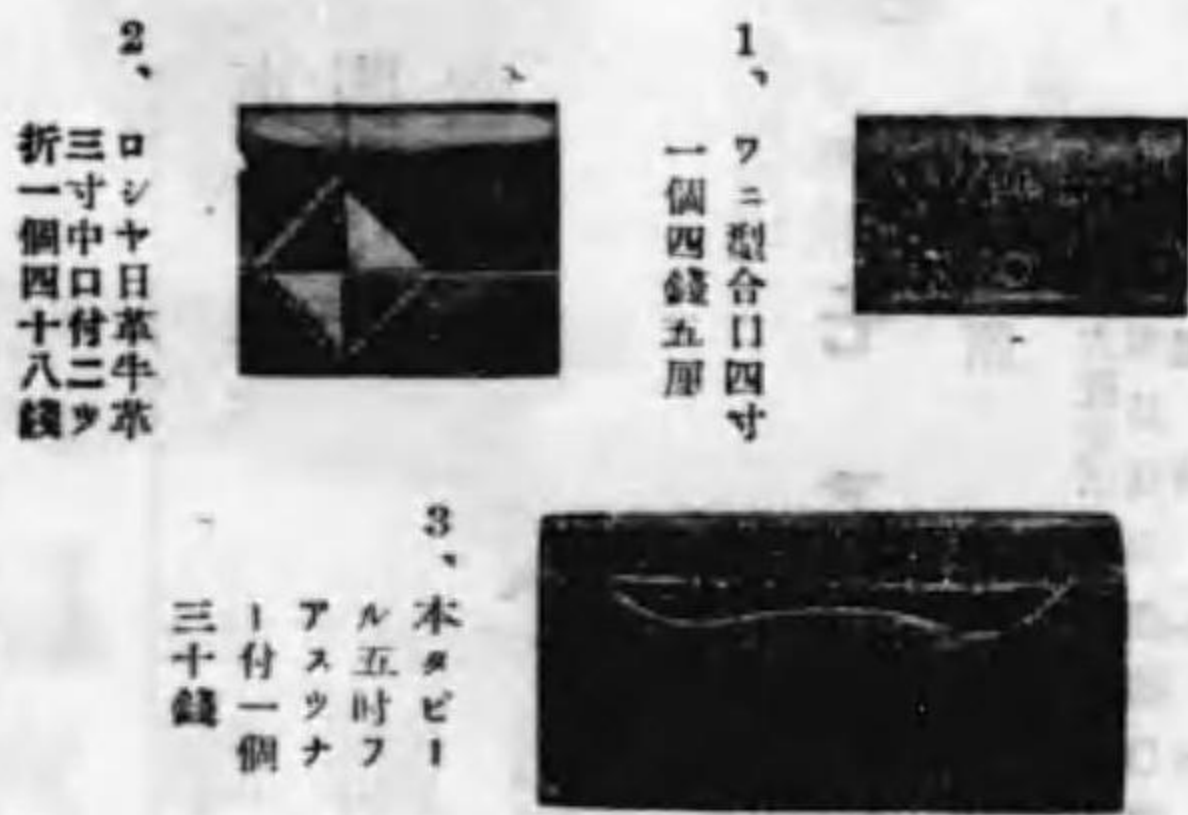 1、ワニ型合口四寸
一個四錢五厘
2、ロシヤ日革牛革
三寸中口付二ツ
折一個四十八錢
3、本タビー
ル五吋フ
アスツナ
ー付一個
三十錢